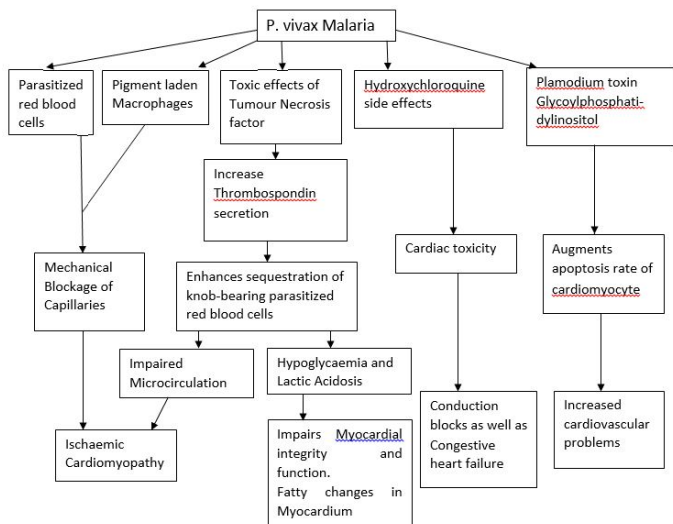 P. vivax Malaria
Parasitized
red blood
cells
Pigment laden
Macrophages
Toxic effects of
Tumour Necrosis
factor
Hydroxychloroquine
side effects
Plamodium toxin
Glycoylphosphati-
dylinositol
Increase
Thrombospondin
secretion
Mechanical
Blockage of
Capillaries
Enhances sequestration of
knob-bearing parasitized
red blood cells
Cardiac toxicity
Augments
apoptosis rate of
cardiomyocyte
Impaired
Microcirculation
Hypoglycaemia and
Lactic Acidosis
Ischaemic
Cardiomyopathy
Impairs Myocardial
integrity and
function.
Fatty changes in
Myocardium
Conduction
blocks as well as
Congestive
heart failure
Increased
cardiovascular
problems